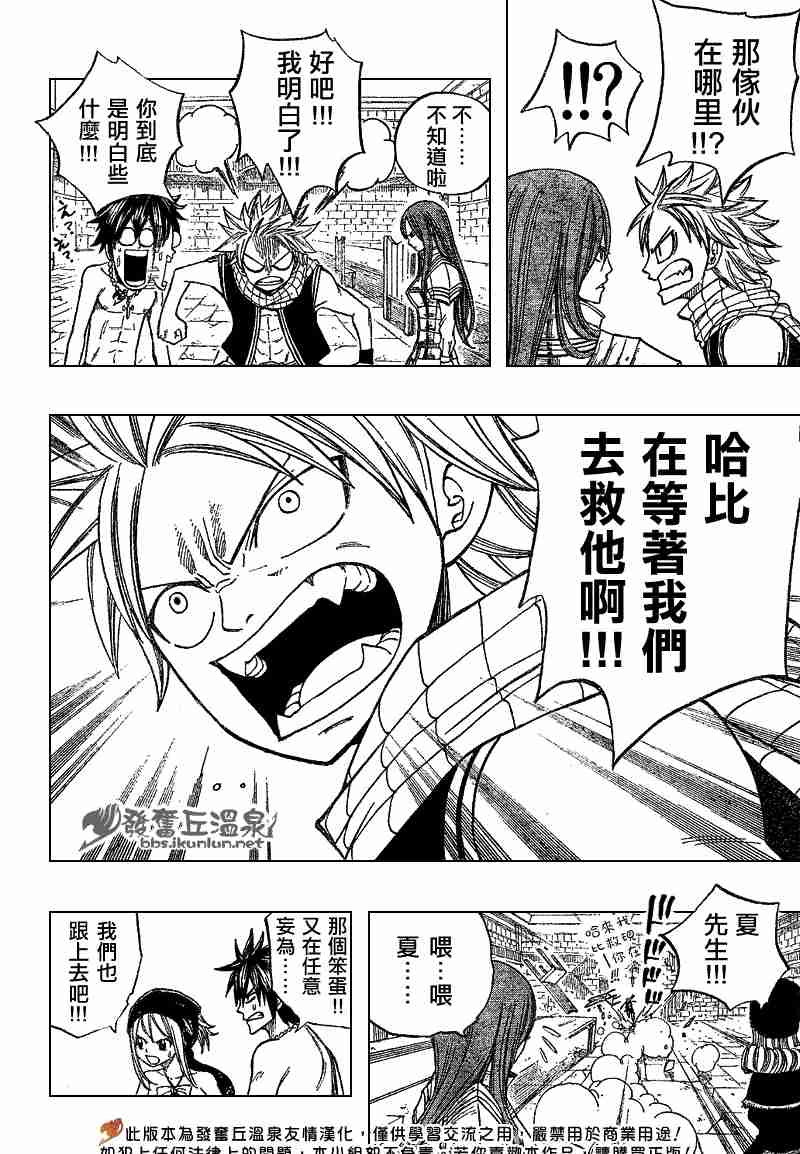 那傢伙
在哪里!!?
!!?
不……
不知道啦
好吧!!!
我明白了!!!
你到底
是明白些
什麼!!!
哈比
在等著我們
去救他啊!!!
發奮丘溫泉
bbs.ikunlun.net
夏
先生!!!
喂…喂
夏……
那個笨蛋!!
又在任意
妄為……
我們也
跟上去吧!!!
此版本為發奮丘溫泉友情漢化，僅供學習交流之用，嚴禁用於商業用途!